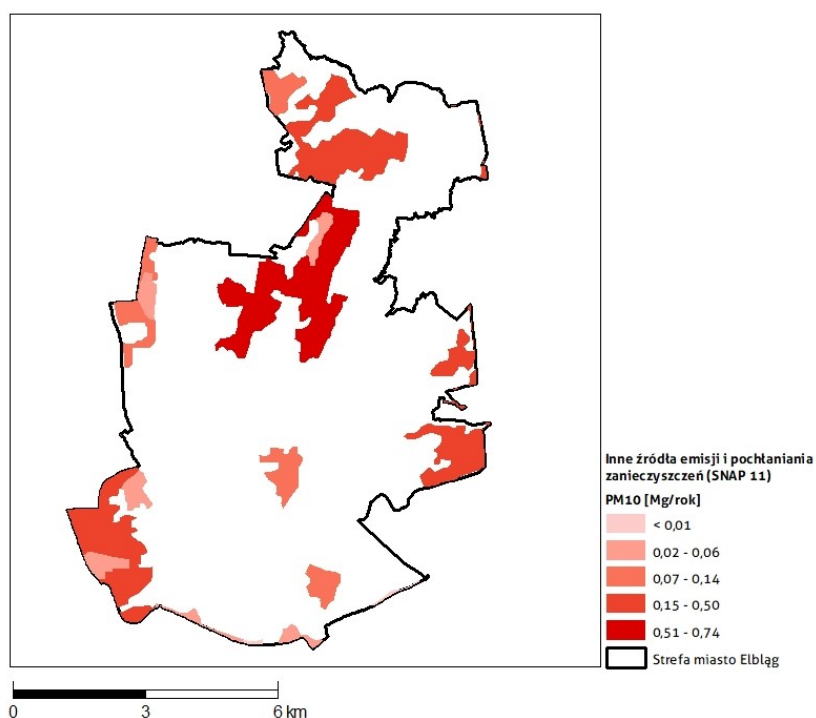 Inne źródła emisji i pochłaniania
zanieczyszczeń (SNAP 11)
PM10 [Mg/rok]
< 0,01
0,02 - 0,06
0,07 - 0,14
0,15 - 0,50
0,51 - 0,74
Strefa miasto Elbląg
0 3 6 km